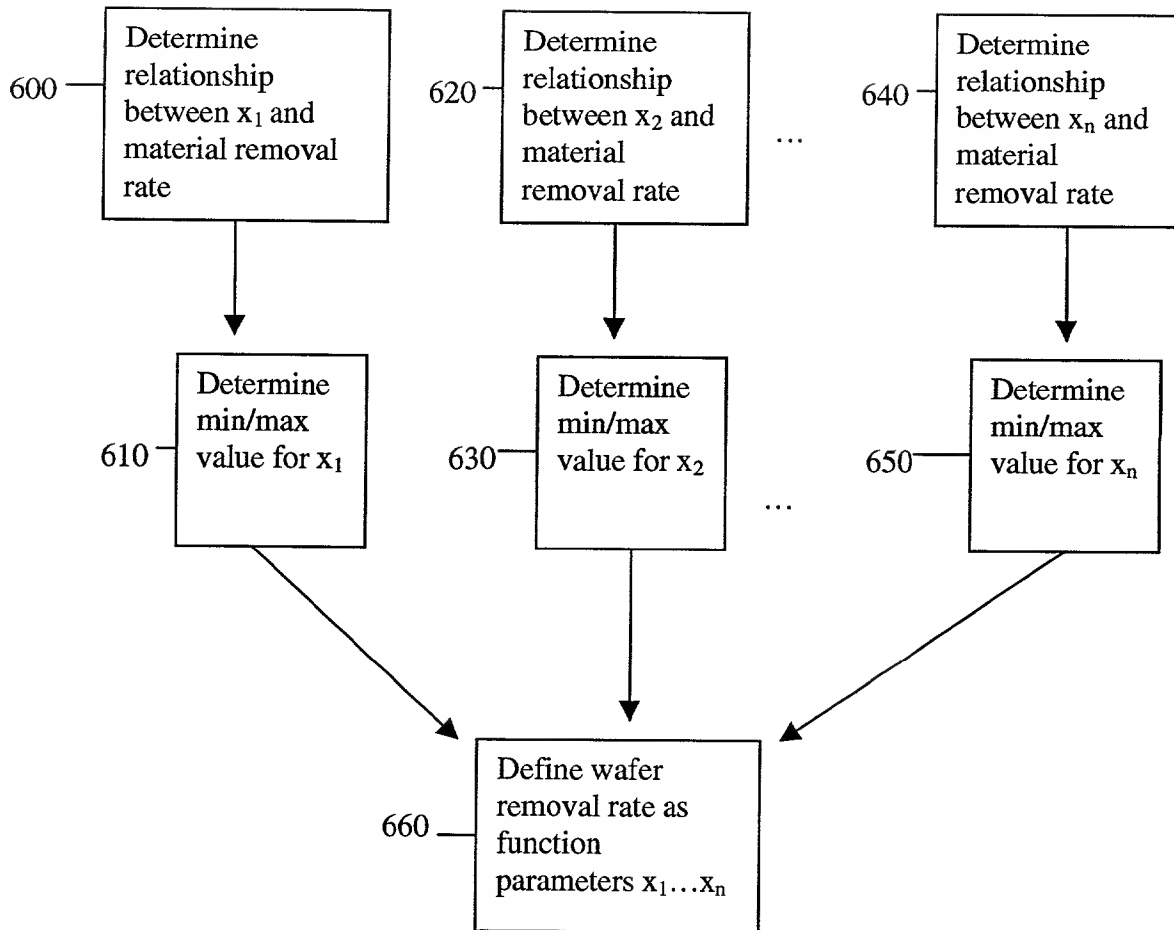 600
Determine
relationship
between x₁ and
material removal
rate
620
Determine
relationship
between x₂ and
material
removal rate
...
640
Determine
relationship
between xₙ and
material
removal rate
610
Determine
min/max
value for x₁
630
Determine
min/max
value for x₂
...
650
Determine
min/max
value for xₙ
660
Define wafer
removal rate as
function
parameters x₁...xₙ